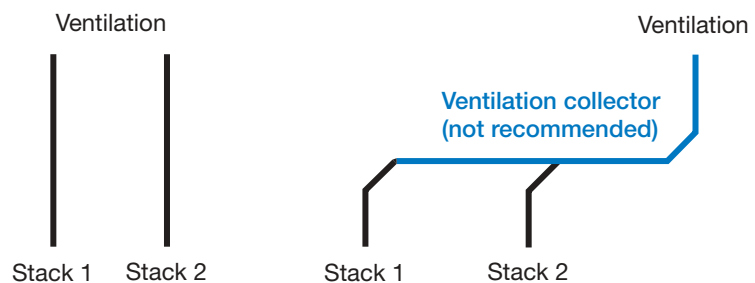 Ventilation
Ventilation
Ventilation collector
(not recommended)
Stack 1
Stack 2
Stack 1
Stack 2